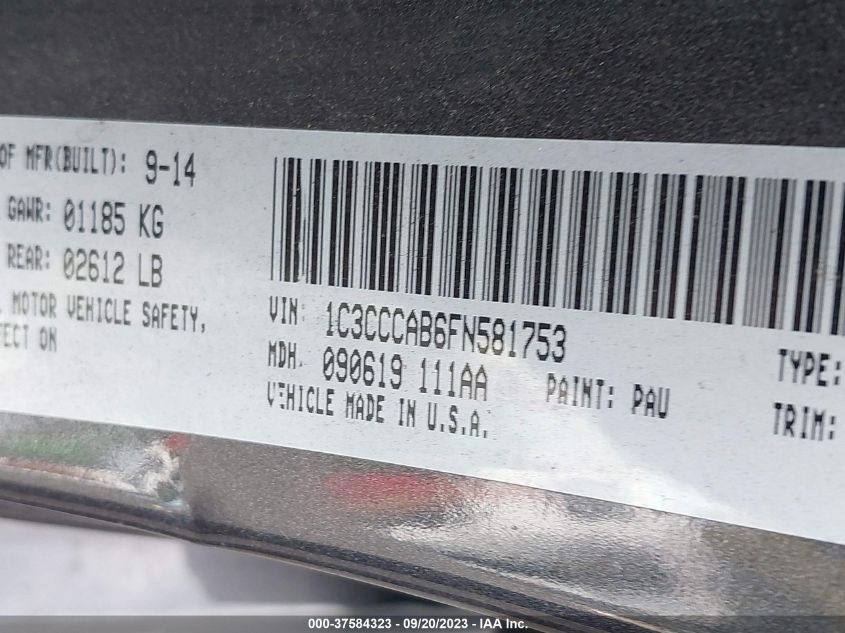 OF MFR(BUILT): 9-14
GAWR: 01185 KG
REAR: 02612 LB
MOTOR VEHICLE SAFETY,
FECT ON
VIN: 1C3CCCAB6FN581753
MDH: 090619 111AA
PAINT: PAU
VEHICLE MADE IN U.S.A.
TYPE:
TRIM:
000-37584323 - 09/20/2023 - IAA Inc.